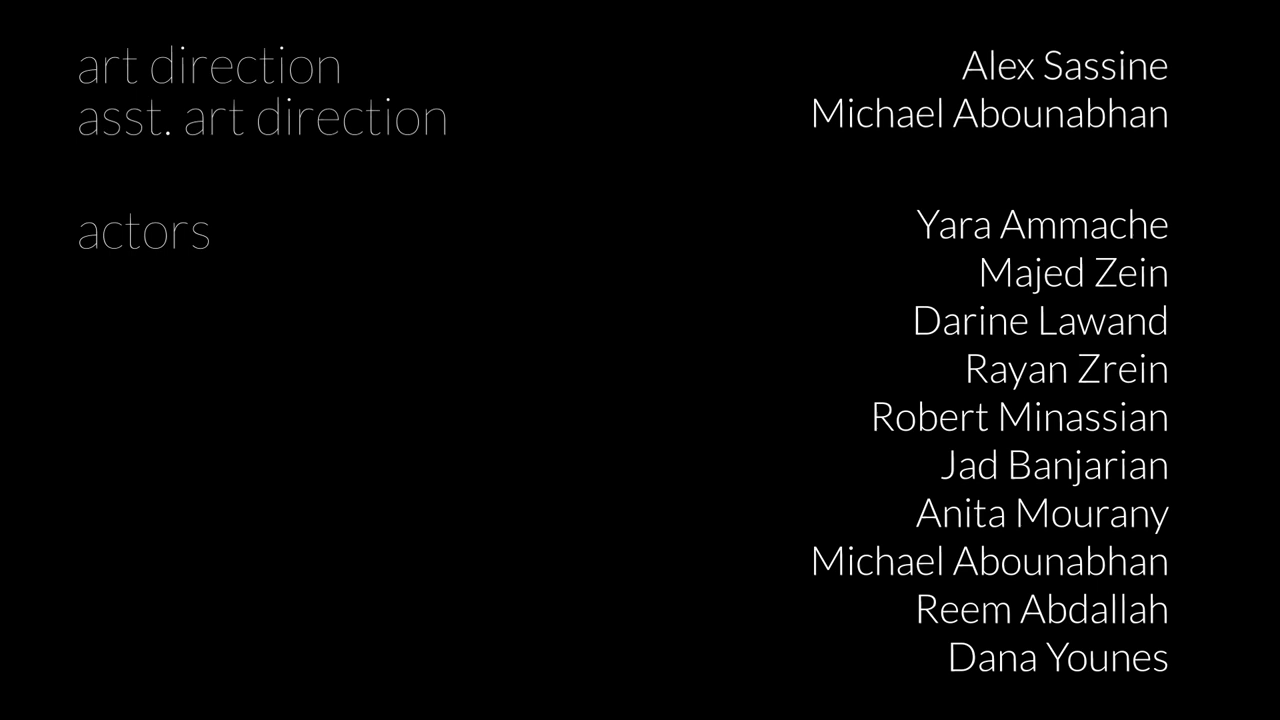 art direction Alex Sassine
asst. art direction Michael Abounabhan
actors Yara Ammache
Majed Zein
Darine Lawand
Rayan Zrein
Robert Minassian
Jad Banjarian
Anita Mourany
Michael Abounabhan
Reem Abdallah
Dana Younes